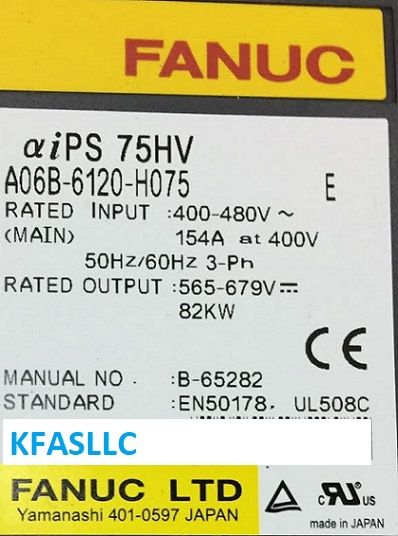 FANUC
αiPS 75HV
A06B-6120-H075 E
RATED INPUT :400-480V ~
(MAIN) 154A at 400V
50Hz/60Hz 3-Ph
RATED OUTPUT :565-679V⎓
82KW
CE
MANUAL NO. :B-65282
STANDARD :EN50178, UL508C
KFASLLC
FANUC LTD
Yamanashi 401-0597 JAPAN
c RU US
made in JAPAN